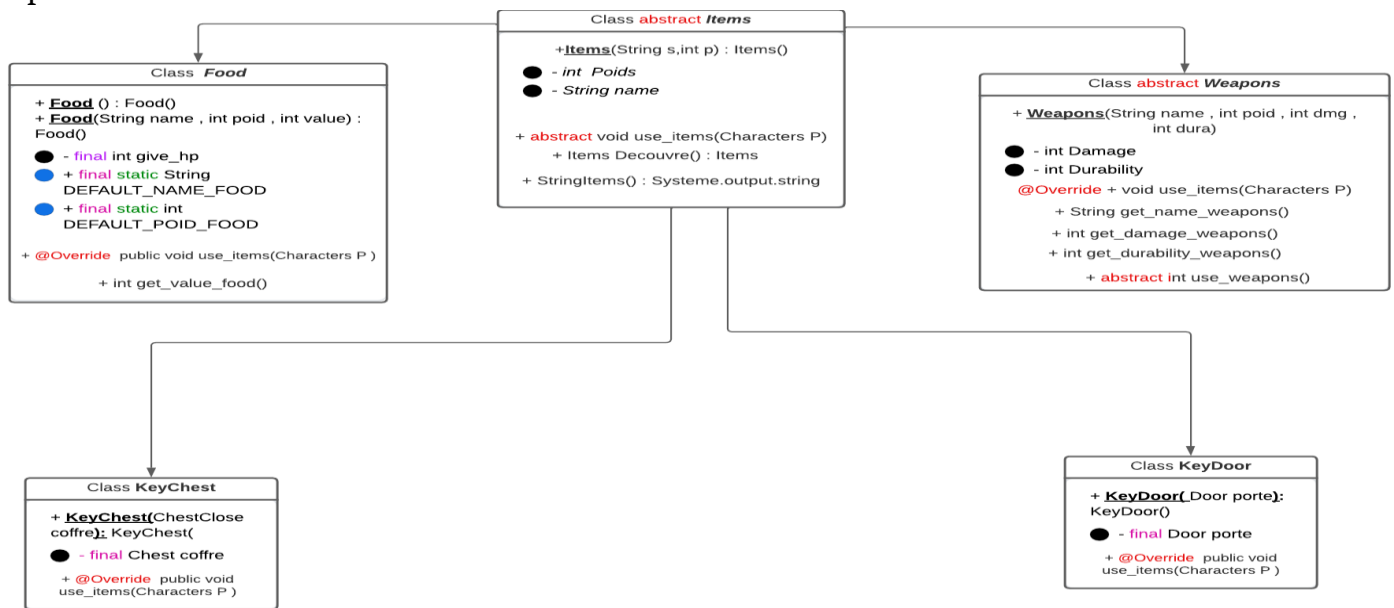 Class abstract Items
+Items(String s,int p) : Items()
- int Poids
- String name
+ abstract void use_items(Characters P)
+ Items Decouvre() : Items
+ StringItems() : Systeme.output.string
Class Food
+ Food () : Food()
+ Food(String name , int poid , int value) :
Food()
- final int give_hp
+ final static String
DEFAULT_NAME_FOOD
+ final static int
DEFAULT_POID_FOOD
+ @Override public void use_items(Characters P )
+ int get_value_food()
Class abstract Weapons
+ Weapons(String name , int poid , int dmg ,
int dura)
- int Damage
- int Durability
@Override + void use_items(Characters P)
+ String get_name_weapons()
+ int get_damage_weapons()
+ int get_durability_weapons()
+ abstract int use_weapons()
Class KeyChest
+ KeyChest(ChestClose
coffre): KeyChest(
- final Chest coffre
+ @Override public void
use_items(Characters P )
Class KeyDoor
+ KeyDoor( Door porte):
KeyDoor()
- final Door porte
+ @Override public void
use_items(Characters P )